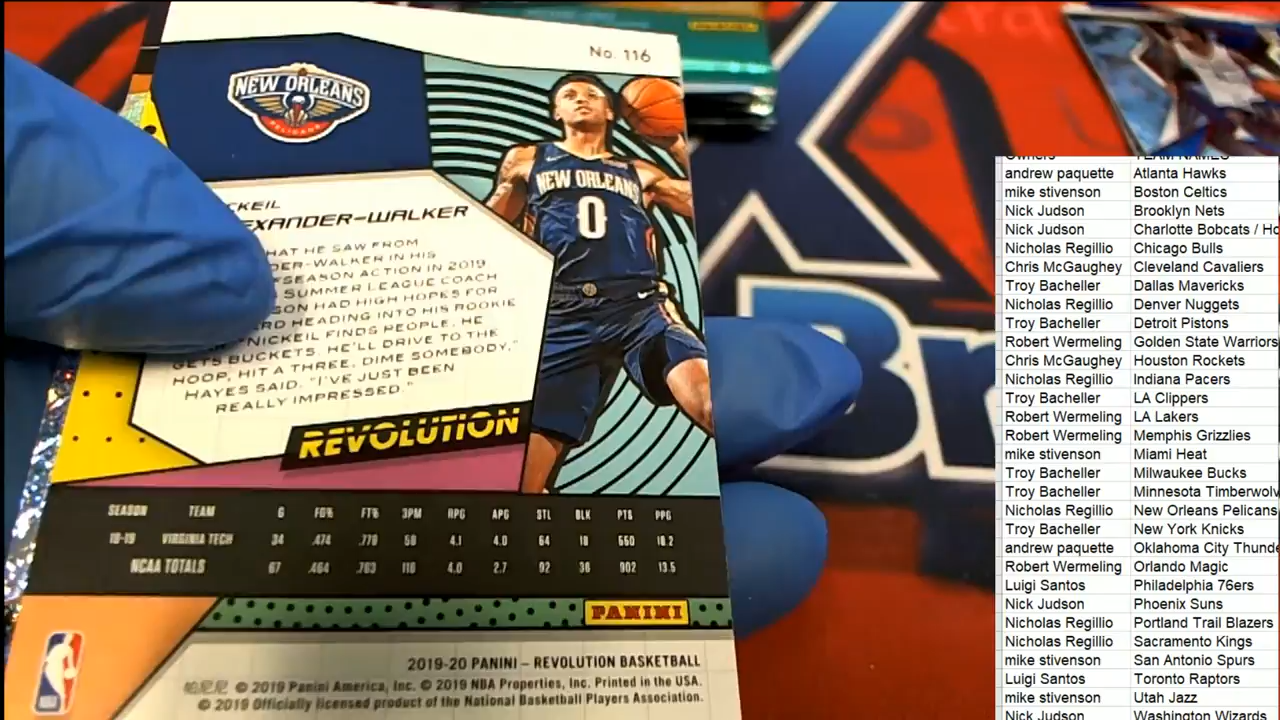 No. 116
NEW ORLEANS
PELICANS
NEW ORLEANS
0
CKEIL
EXANDER-WALKER
HAT HE SAW FROM
DER-WALKER IN HIS
SEASON ACTION IN 2019
SUMMER LEAGUE COACH
SON HAD HIGH HOPES FOR
ERD HEADING INTO HIS ROOKIE
"NICKEIL FINDS PEOPLE, HE
GETS BUCKETS, HE'LL DRIVE TO THE
HOOP, HIT A THREE, DIME SOMEBODY,"
HAYES SAID. "I'VE JUST BEEN
REALLY IMPRESSED."
REVOLUTION
SEASON TEAM G FG% FT% 3PM RPG APG STL BLK PTS PPG
18-19 VIRGINIA TECH 34 .474 .778 58 4.1 4.0 64 18 550 16.2
NCAA TOTALS 67 .464 .763 110 4.0 2.7 92 36 902 13.5
PANINI
NBA
2019-20 PANINI – REVOLUTION BASKETBALL
帕尼尼 © 2019 Panini America, Inc. © 2019 NBA Properties, Inc. Printed in the USA.
© 2019 Officially licensed product of the National Basketball Players Association.
Br
Owners TEAM NAMES
andrew paquette Atlanta Hawks
mike stivenson Boston Celtics
Nick Judson Brooklyn Nets
Nick Judson Charlotte Bobcats / Ho
Nicholas Regillio Chicago Bulls
Chris McGaughey Cleveland Cavaliers
Troy Bacheller Dallas Mavericks
Nicholas Regillio Denver Nuggets
Troy Bacheller Detroit Pistons
Robert Wermeling Golden State Warriors
Chris McGaughey Houston Rockets
Nicholas Regillio Indiana Pacers
Troy Bacheller LA Clippers
Robert Wermeling LA Lakers
Robert Wermeling Memphis Grizzlies
mike stivenson Miami Heat
Troy Bacheller Milwaukee Bucks
Troy Bacheller Minnesota Timberwolv
Nicholas Regillio New Orleans Pelicans
Troy Bacheller New York Knicks
andrew paquette Oklahoma City Thunde
Robert Wermeling Orlando Magic
Luigi Santos Philadelphia 76ers
Nick Judson Phoenix Suns
Nicholas Regillio Portland Trail Blazers
Nicholas Regillio Sacramento Kings
mike stivenson San Antonio Spurs
Luigi Santos Toronto Raptors
mike stivenson Utah Jazz
Nick Judson Washington Wizards